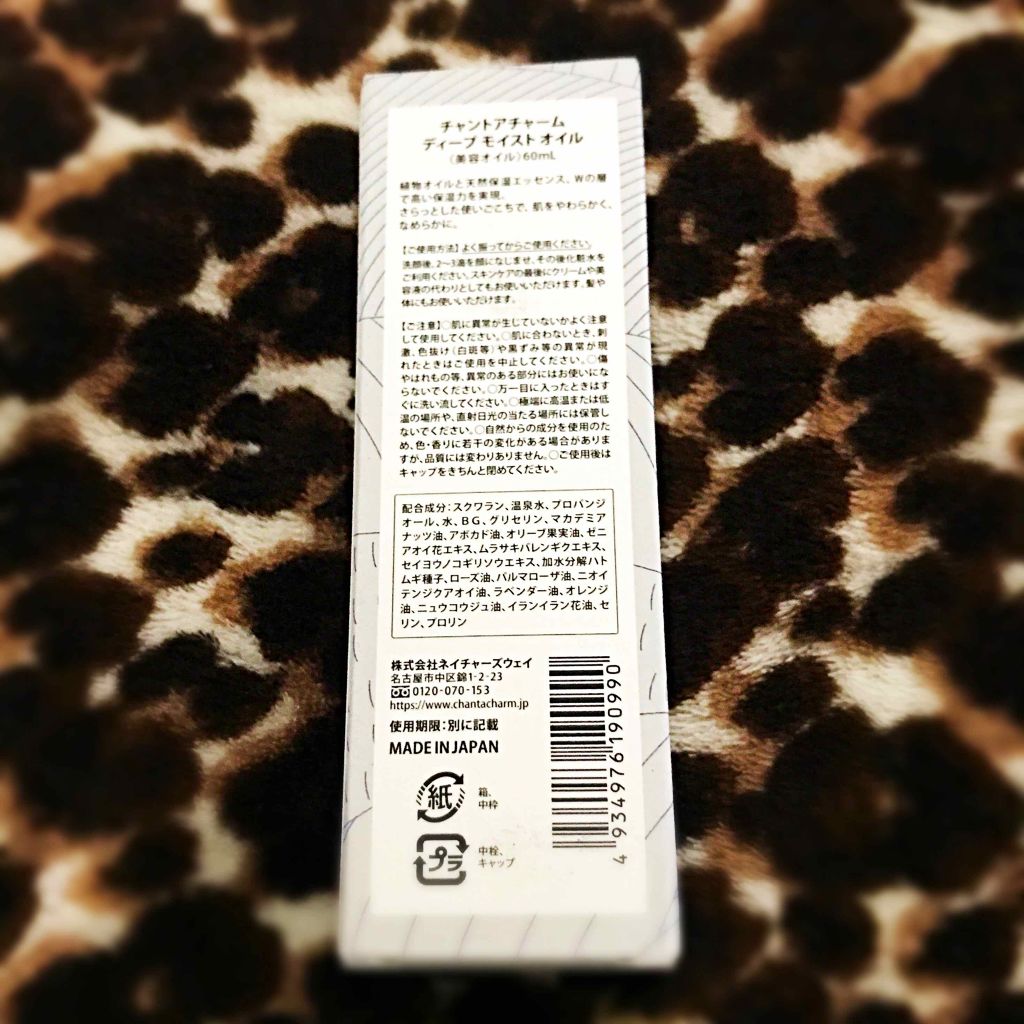 チャントアチャーム
ディープ モイスト オイル
〈美容オイル〉60mL
植物オイルと天然保湿エッセンス、Wの層
で高い保湿力を実現。
さらっとした使いごこちで、肌をやわらかく、
なめらかに。
【ご使用方法】よく振ってからご使用ください。
洗顔後、2〜3滴を顔になじませ、その後化粧水を
ご利用ください。スキンケアの最後にクリームや美
容液の代わりとしてもお使いいただけます。髪や
体にもお使いいただけます。
【ご注意】○肌に異常が生じていないかよく注意
して使用してください。○肌に合わないとき、刺
激、色抜け(白斑等)や黒ずみ等の異常が現
れたときはご使用を中止してください。○傷
やはれもの等、異常のある部分にはお使いにな
らないでください。○万一目に入ったときはす
ぐに洗い流してください。○極端に高温または低
温の場所や、直射日光の当たる場所には保管し
ないでください。○自然からの成分を使用のた
め、色・香りに若干の変化がある場合がありま
すが、品質には変わりありません。○ご使用後は
キャップをきちんと閉めてください。
配合成分：スクワラン、温泉水、プロパンジ
オール、水、BG、グリセリン、マカデミア
ナッツ油、アボカド油、オリーブ果実油、ゼニ
アオイ花エキス、ムラサキバレンギクエキス、
セイヨウノコギリソウエキス、加水分解ハト
ムギ種子、ローズ油、パルマローザ油、ニオイ
テンジクアオイ油、ラベンダー油、オレンジ
油、ニュウコウジュ油、イランイラン花油、セ
リン、プロリン
株式会社ネイチャーズウェイ
名古屋市中区錦1-2-23
0120-070-153
https://www.chantacharm.jp
使用期限：別に記載
MADE IN JAPAN
紙
箱、
中枠
プラ
中栓、
キャップ
4 934976 190990